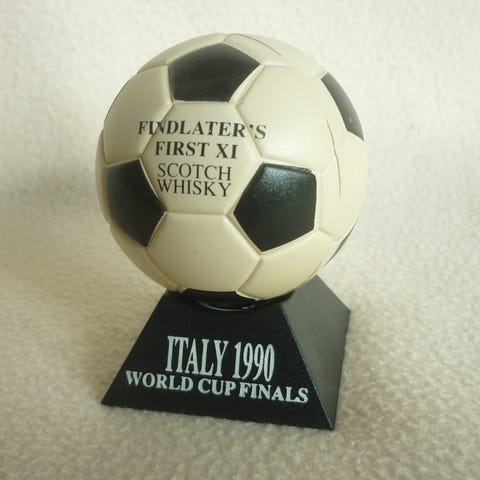 FINDLATER'S
FIRST XI
SCOTCH
WHISKY
ITALY 1990
WORLD CUP FINALS